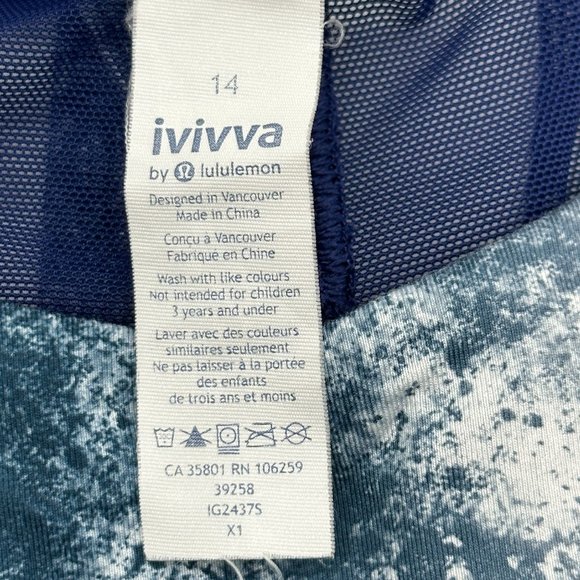 14
ivivva
by lululemon
Designed in Vancouver
Made in China
Concu a Vancouver
Fabrique en Chine
Wash with like colours
Not intended for children
3 years and under
Laver avec des couleurs
similaires seulement
Ne pas laisser à la portée
des enfants
de trois ans et moins
CA 35801 RN 106259
39258
IG2437S
X1